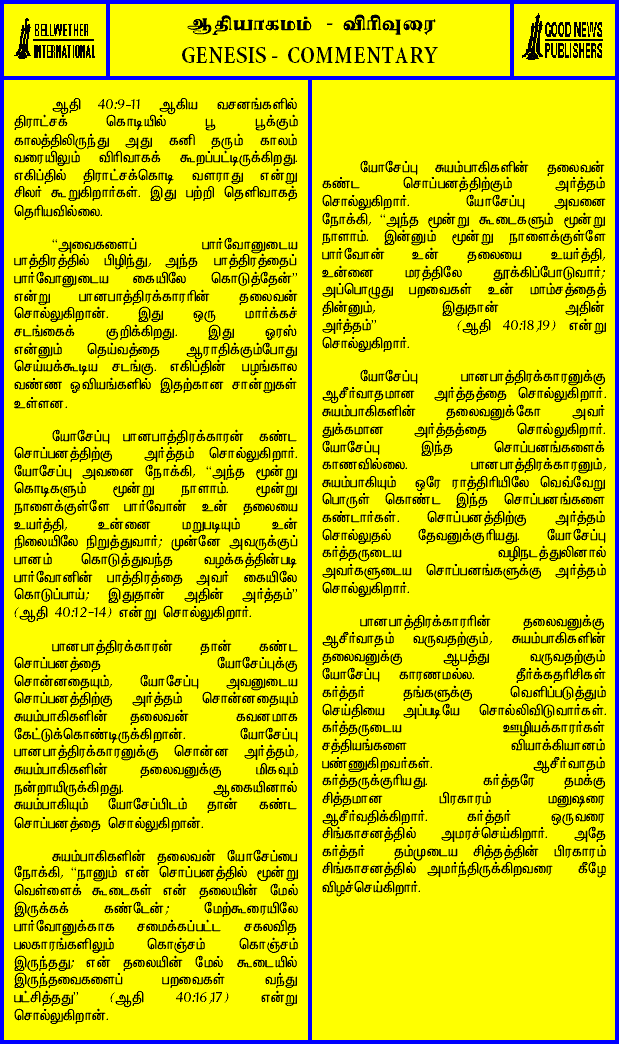 BELLWETHER
INTERNATIONAL
ஆதியாகமம் - விரிவுரை
GENESIS - COMMENTARY
GOOD NEWS
PUBLISHERS
ஆதி 40:9-11 ஆகிய வசனங்களில்
திராட்சக் கொடியில் பூ பூக்கும்
காலத்திலிருந்து அது கனி தரும் காலம்
வரையிலும் விரிவாகக் கூறப்பட்டிருக்கிறது.
எகிப்தில் திராட்சக்கொடி வளராது என்று
சிலர் கூறுகிறார்கள். இது பற்றி தெளிவாகத்
தெரியவில்லை.
“அவைகளைப் பார்வோனுடைய
பாத்திரத்தில் பிழிந்து, அந்த பாத்திரத்தைப்
பார்வோனுடைய கையிலே கொடுத்தேன்”
என்று பானபாத்திரக்காரரின் தலைவன்
சொல்லுகிறான். இது ஒரு மார்க்கச்
சடங்கைக் குறிக்கிறது. இது ஓரஸ்
என்னும் தெய்வத்தை ஆராதிக்கும்போது
செய்யக்கூடிய சடங்கு. எகிப்தின் பழங்கால
வண்ண ஓவியங்களில் இதற்கான சான்றுகள்
உள்ளன.
யோசேப்பு பானபாத்திரக்காரன் கண்ட
சொப்பனத்திற்கு அர்த்தம் சொல்லுகிறார்.
யோசேப்பு அவனை நோக்கி, “அந்த மூன்று
கொடிகளும் மூன்று நாளாம். மூன்று
நாளைக்குள்ளே பார்வோன் உன் தலையை
உயர்த்தி, உன்னை மறுபடியும் உன்
நிலையிலே நிறுத்துவார்; முன்னே அவருக்குப்
பானம் கொடுத்துவந்த வழக்கத்தின்படி
பார்வோனின் பாத்திரத்தை அவர் கையிலே
கொடுப்பாய்; இதுதான் அதின் அர்த்தம்”
(ஆதி 40:12-14) என்று சொல்லுகிறார்.
பானபாத்திரக்காரன் தான் கண்ட
சொப்பனத்தை யோசேப்புக்கு
சொன்னதையும், யோசேப்பு அவனுடைய
சொப்பனத்திற்கு அர்த்தம் சொன்னதையும்
சுயம்பாகிகளின் தலைவன் கவனமாக
கேட்டுக்கொண்டிருக்கிறான். யோசேப்பு
பானபாத்திரக்காரனுக்கு சொன்ன அர்த்தம்,
சுயம்பாகிகளின் தலைவனுக்கு மிகவும்
நன்றாயிருக்கிறது. ஆகையினால்
சுயம்பாகியும் யோசேப்பிடம் தான் கண்ட
சொப்பனத்தை சொல்லுகிறான்.
சுயம்பாகிகளின் தலைவன் யோசேப்பை
நோக்கி, “நானும் என் சொப்பனத்தில் மூன்று
வெள்ளைக் கூடைகள் என் தலையின் மேல்
இருக்கக் கண்டேன்; மேற்கூரையிலே
பார்வோனுக்காக சமைக்கப்பட்ட சகலவித
பலகாரங்களிலும் கொஞ்சம் கொஞ்சம்
இருந்தது; என் தலையின் மேல் கூடையில்
இருந்தவைகளைப் பறவைகள் வந்து
பட்சித்தது” (ஆதி 40:16,17) என்று
சொல்லுகிறான்.
யோசேப்பு சுயம்பாகிகளின் தலைவன்
கண்ட சொப்பனத்திற்கும் அர்த்தம்
சொல்லுகிறார். யோசேப்பு அவனை
நோக்கி, “அந்த மூன்று கூடைகளும் மூன்று
நாளாம். இன்னும் மூன்று நாளைக்குள்ளே
பார்வோன் உன் தலையை உயர்த்தி,
உன்னை மரத்திலே தூக்கிப்போடுவார்;
அப்பொழுது பறவைகள் உன் மாம்சத்தைத்
தின்னும், இதுதான் அதின்
அர்த்தம்” (ஆதி 40:18,19) என்று
சொல்லுகிறார்.
யோசேப்பு பானபாத்திரக்காரனுக்கு
ஆசீர்வாதமான அர்த்தத்தை சொல்லுகிறார்.
சுயம்பாகிகளின் தலைவனுக்கோ அவர்
துக்கமான அர்த்தத்தை சொல்லுகிறார்.
யோசேப்பு இந்த சொப்பனங்களைக்
காணவில்லை. பானபாத்திரக்காரனும்,
சுயம்பாகியும் ஒரே ராத்திரியிலே வெவ்வேறு
பொருள் கொண்ட இந்த சொப்பனங்களை
கண்டார்கள். சொப்பனத்திற்கு அர்த்தம்
சொல்லுதல் தேவனுக்குரியது. யோசேப்பு
கர்த்தருடைய வழிநடத்துலினால்
அவர்களுடைய சொப்பனங்களுக்கு அர்த்தம்
சொல்லுகிறார்.
பானபாத்திரக்காரரின் தலைவனுக்கு
ஆசீர்வாதம் வருவதற்கும், சுயம்பாகிகளின்
தலைவனுக்கு ஆபத்து வருவதற்கும்
யோசேப்பு காரணமல்ல. தீர்க்கதரிசிகள்
கர்த்தர் தங்களுக்கு வெளிப்படுத்தும்
செய்தியை அப்படியே சொல்லிவிடுவார்கள்.
கர்த்தருடைய ஊழியக்காரர்கள்
சத்தியங்களை வியாக்கியானம்
பண்ணுகிறவர்கள். ஆசீர்வாதம்
கர்த்தருக்குரியது. கர்த்தரே தமக்கு
சித்தமான பிரகாரம் மனுஷரை
ஆசீர்வதிக்கிறார். கர்த்தர் ஒருவரை
சிங்காசனத்தில் அமரச்செய்கிறார். அதே
கர்த்தர் தம்முடைய சித்தத்தின் பிரகாரம்
சிங்காசனத்தில் அமர்ந்திருக்கிறவரை கீழே
விழச்செய்கிறார்.